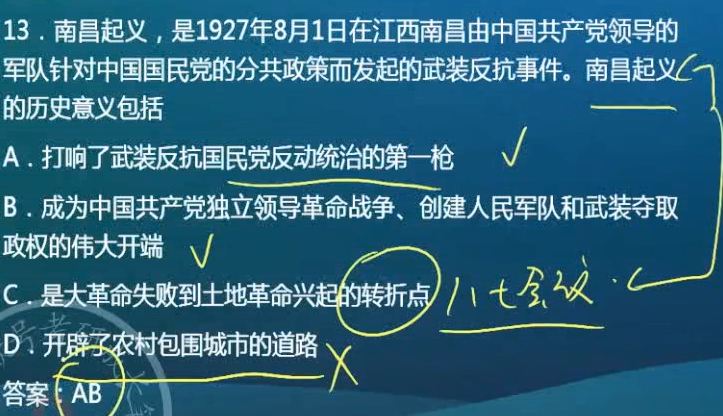 13．南昌起义，是1927年8月1日在江西南昌由中国共产党领导的
军队针对中国国民党的分共政策而发起的武装反抗事件。南昌起义
的历史意义包括
A．打响了武装反抗国民党反动统治的第一枪
B．成为中国共产党独立领导革命战争、创建人民军队和武装夺取
政权的伟大开端
C．是大革命失败到土地革命兴起的转折点 八七会议
D．开辟了农村包围城市的道路
答案：AB